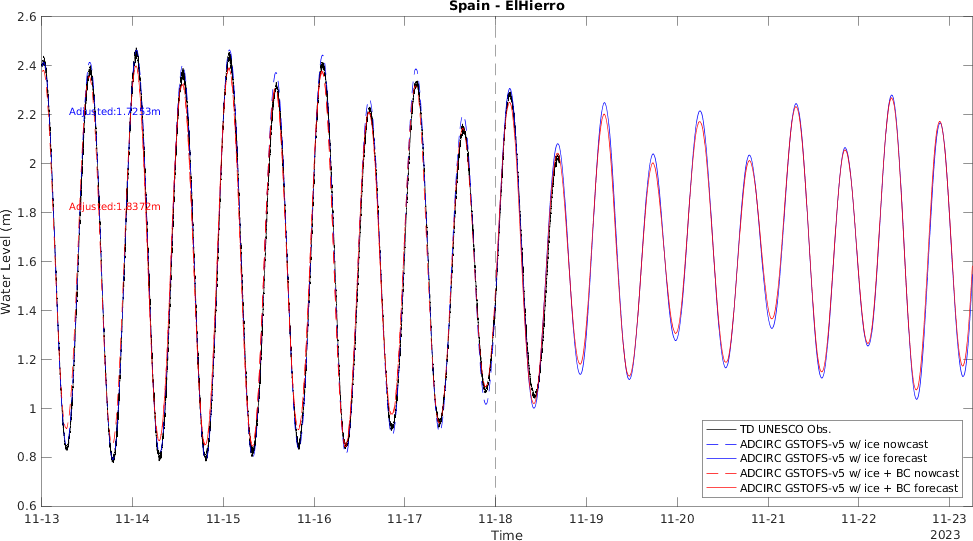 Spain - ElHierro
2.6
2.4
2.2
2
1.8
1.6
1.4
1.2
1
0.8
0.6
Water Level (m)
Adjusted:1.7253m
Adjusted:1.8372m
TD UNESCO Obs.
ADCIRC GSTOFS-v5 w/ ice nowcast
ADCIRC GSTOFS-v5 w/ ice forecast
ADCIRC GSTOFS-v5 w/ ice + BC nowcast
ADCIRC GSTOFS-v5 w/ ice + BC forecast
11-13 11-14 11-15 11-16 11-17 11-18 11-19 11-20 11-21 11-22 11-23
2023
Time